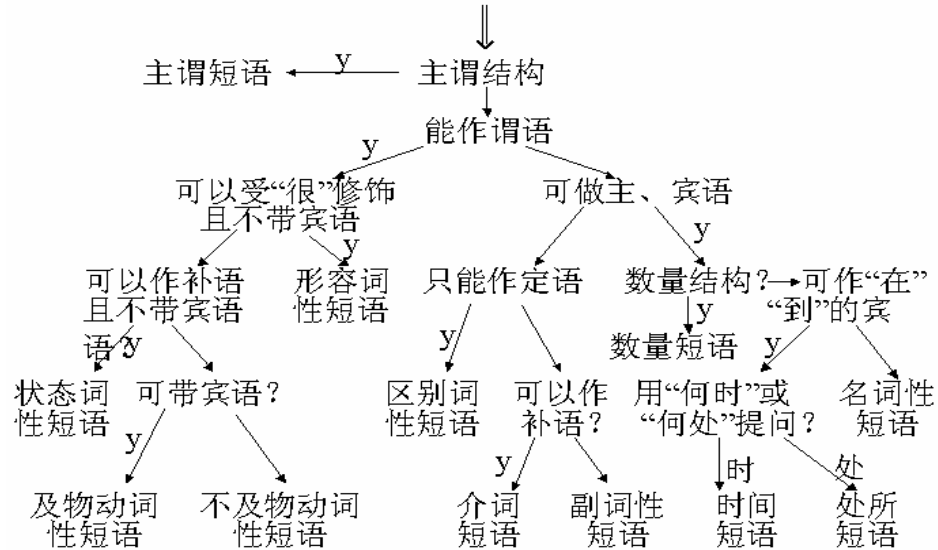 y
主谓短语 主谓结构
能作谓语
y
可以受“很”修饰 可做主、宾语
且不带宾语
y y
可以作补语 形容词 只能作定语 数量结构? 可作“在”
且不带宾语 性短语 “到”的宾
语? y y y y
数量短语
状态词 可带宾语? 区别词 可以作 用“何时”或 名词性
性短语 性短语 补语? “何处”提问? 短语
y y 时 处
及物动词 不及物动词 介词 副词性 时间 处所
性短语 性短语 短语 短语 短语 短语